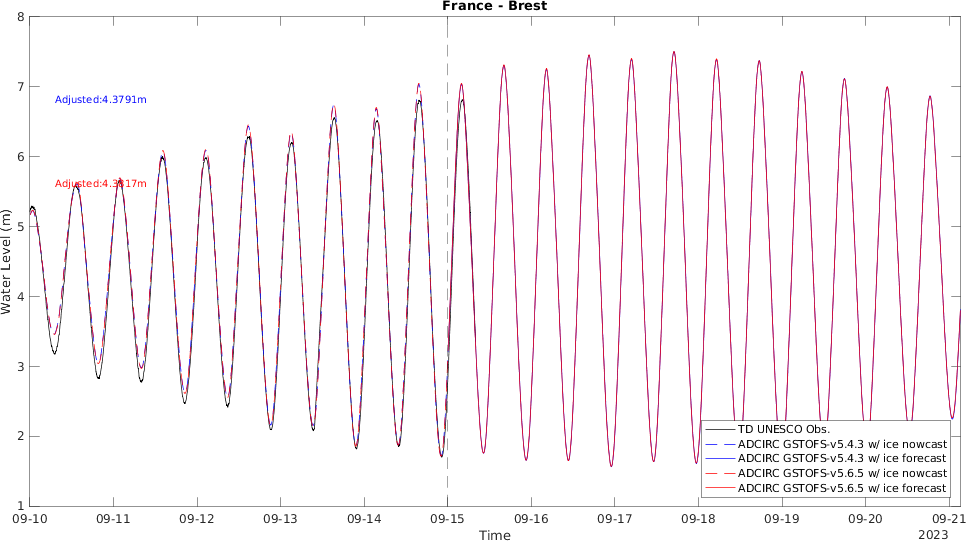 France - Brest
8
7
6
5
4
3
2
1
Water Level (m)
Adjusted:4.3791m
TD UNESCO Obs.
ADCIRC GSTOFS-v5.4.3 w/ ice nowcast
ADCIRC GSTOFS-v5.4.3 w/ ice forecast
ADCIRC GSTOFS-v5.6.5 w/ ice nowcast
ADCIRC GSTOFS-v5.6.5 w/ ice forecast
09-10 09-11 09-12 09-13 09-14 09-15 09-16 09-17 09-18 09-19 09-20 09-21
Time
2023